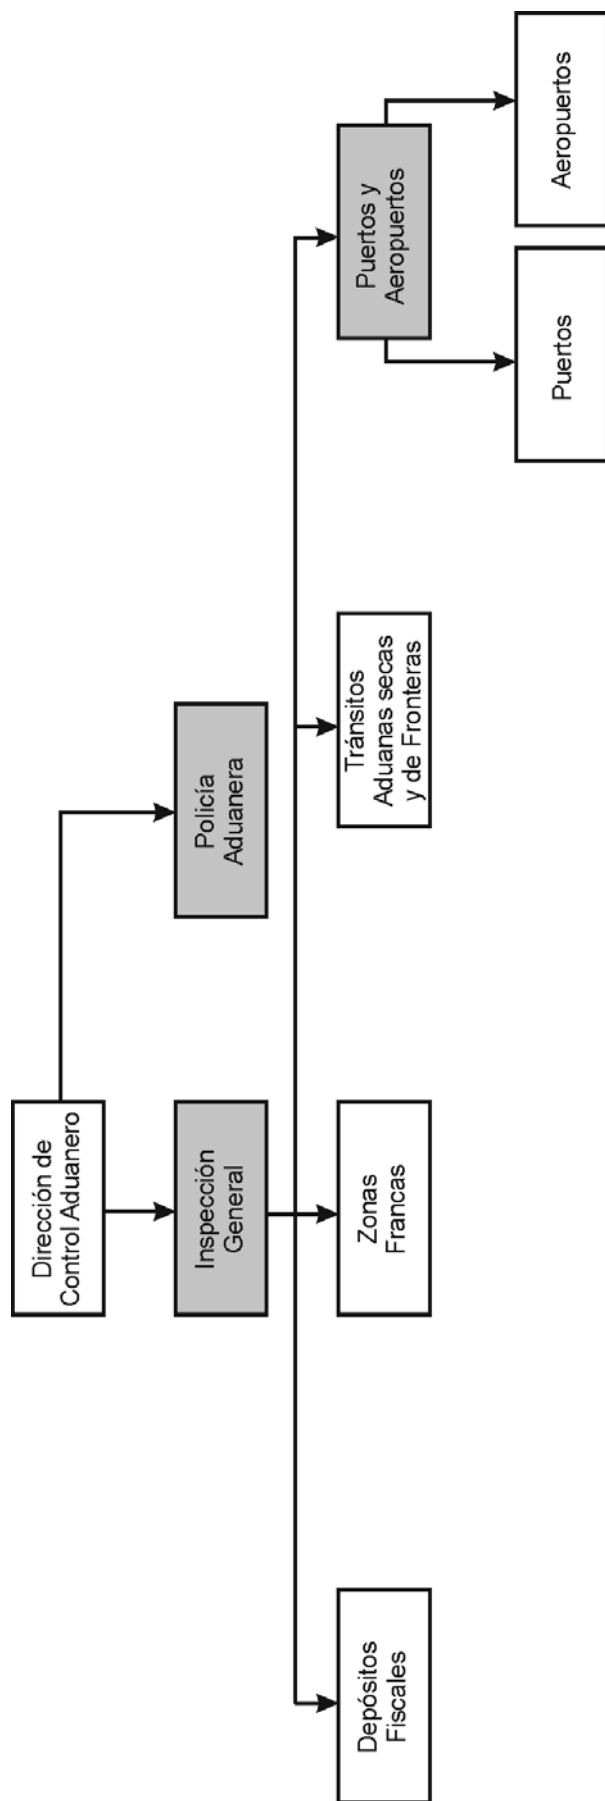 Dirección de
Control Aduanero
Inspección
General
Policía
Aduanera
Depósitos
Fiscales
Zonas
Francas
Tránsitos
Aduanas secas
y de Fronteras
Puertos y
Aeropuertos
Puertos
Aeropuertos